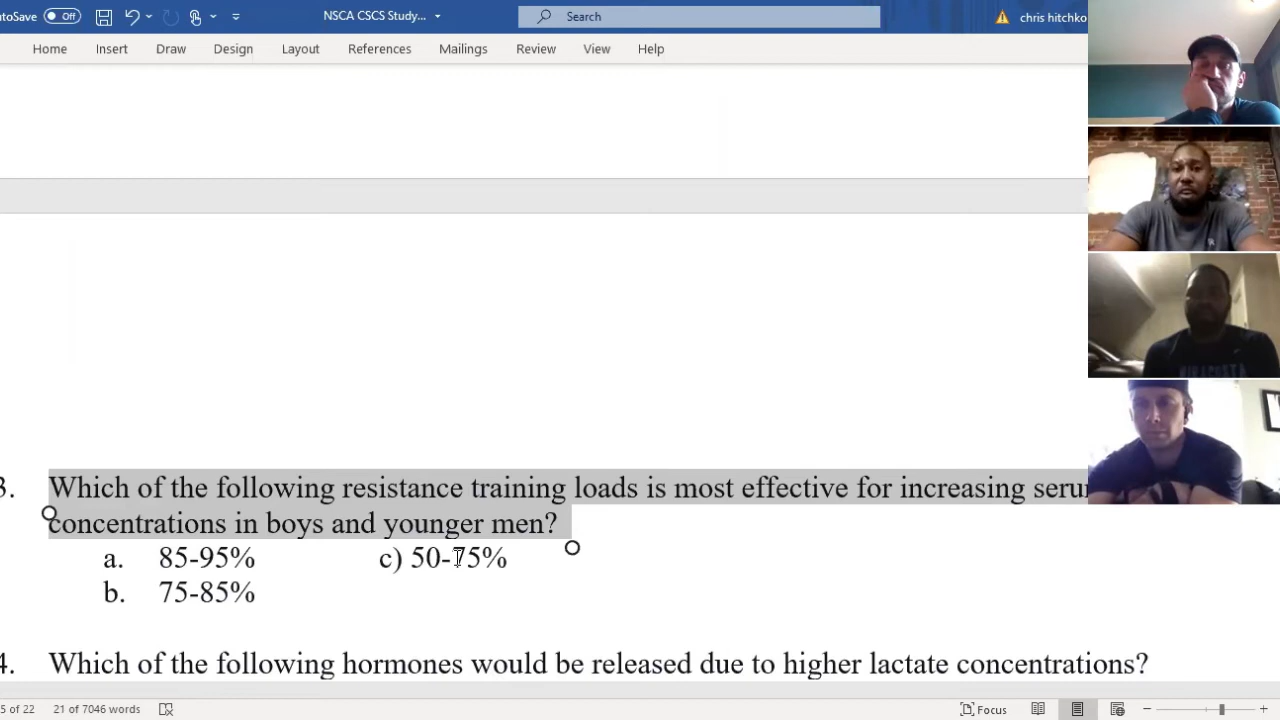 utoSave Off NSCA CSCS Study... Search chris hitchko
Home Insert Draw Design Layout References Mailings Review View Help
3. Which of the following resistance training loads is most effective for increasing seru
concentrations in boys and younger men?
a. 85-95% c) 50-75%
b. 75-85%
4. Which of the following hormones would be released due to higher lactate concentrations?
5 of 22 21 of 7046 words Focus